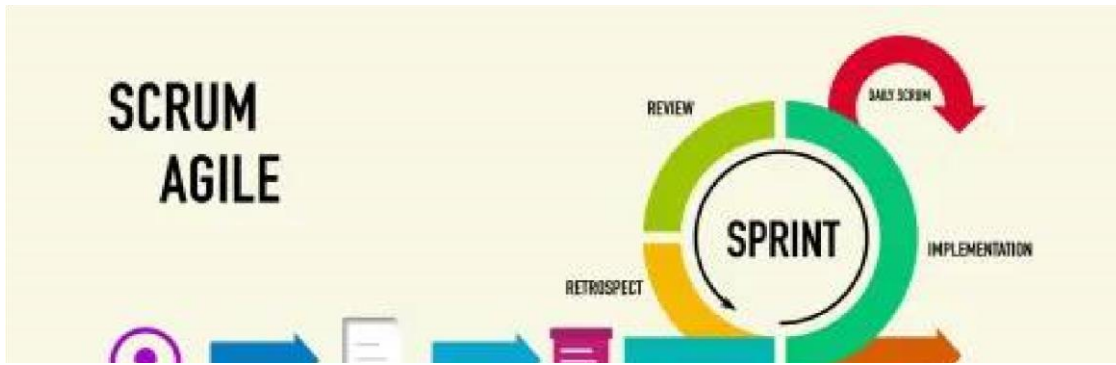 SCRUM
AGILE
REVIEW
DAILY SCRUM
SPRINT
IMPLEMENTATION
RETROSPECT